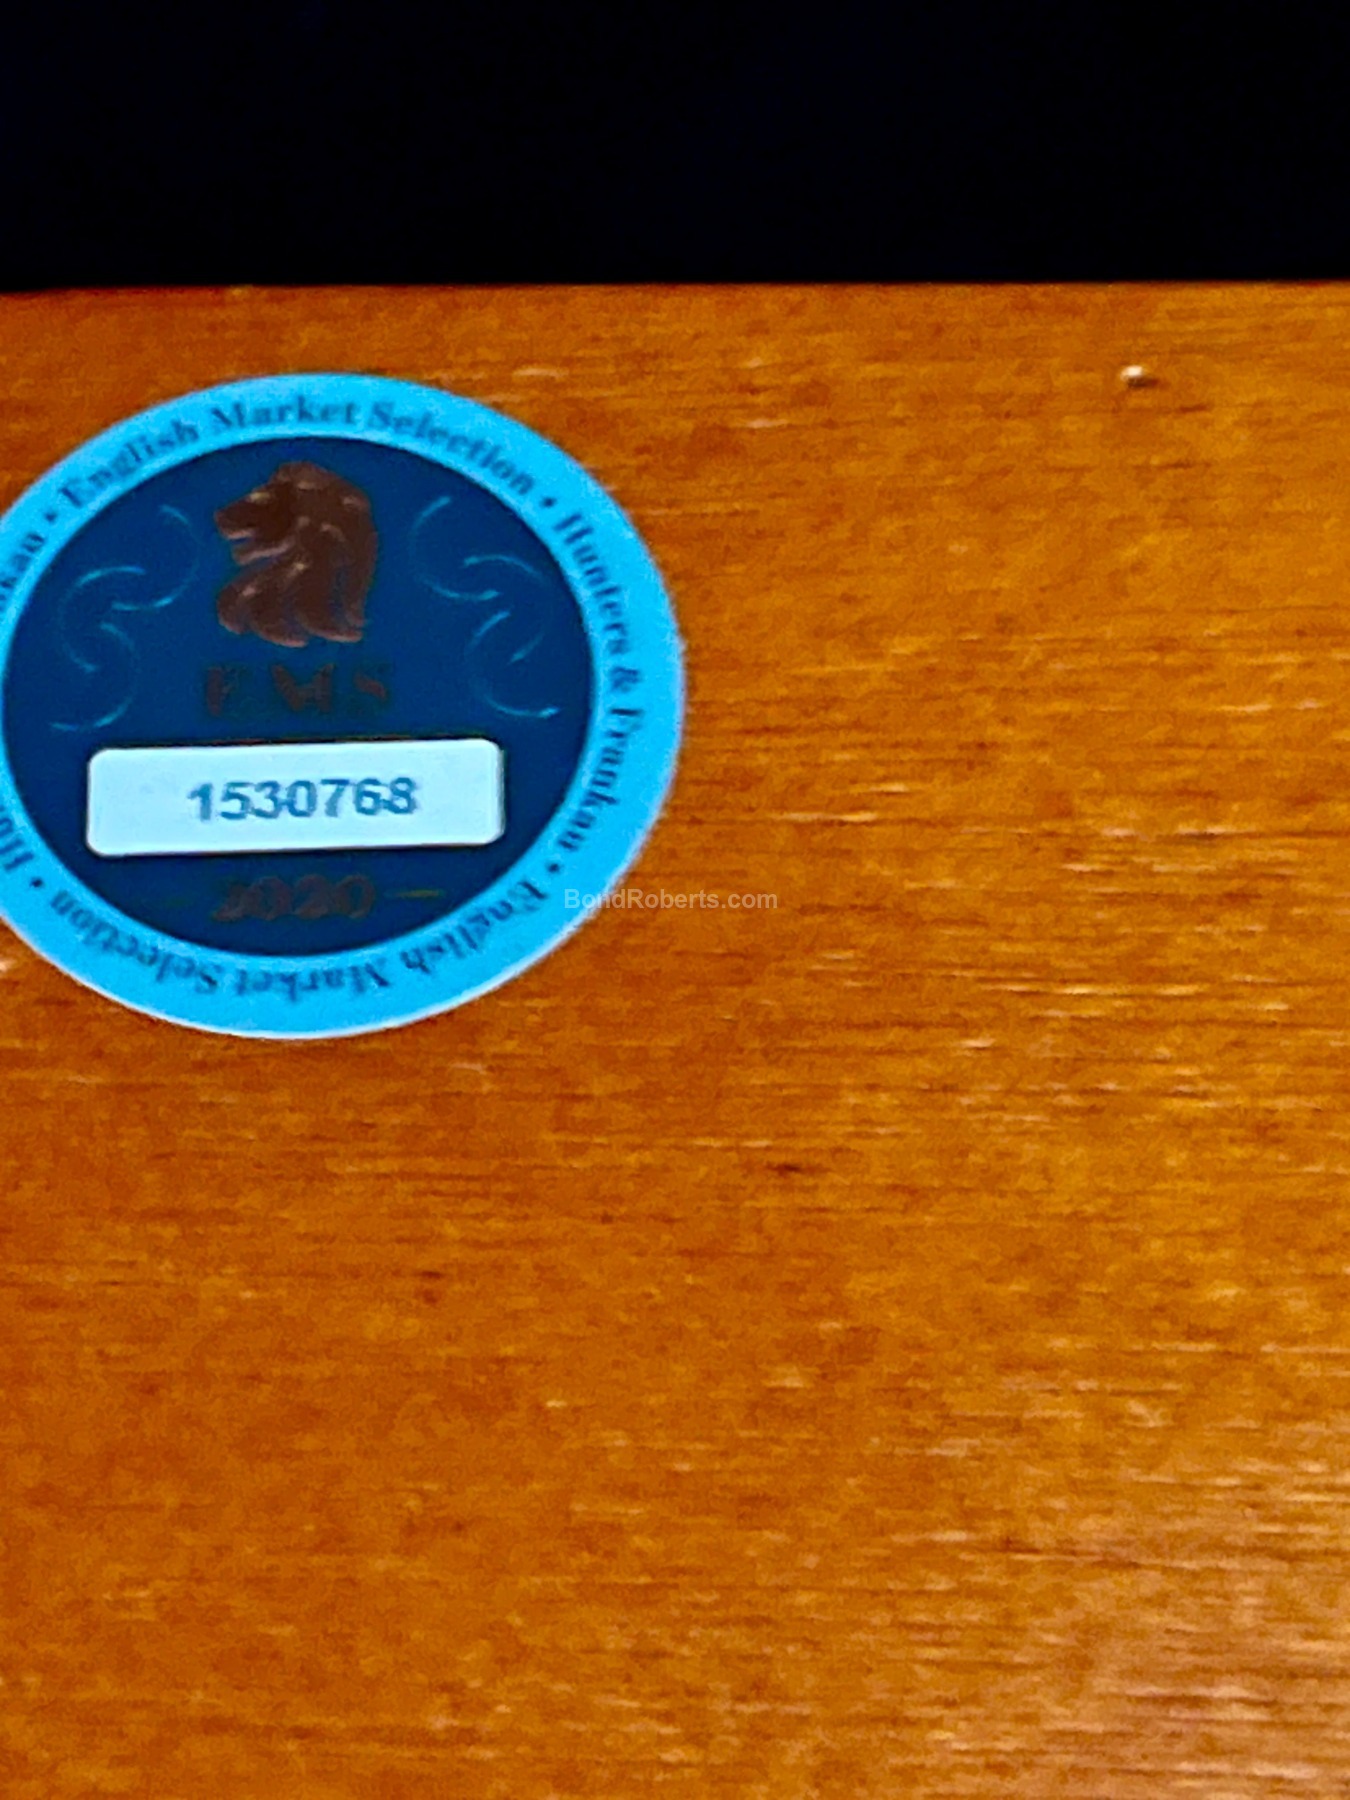 English Market Selection • Hunters & Frankau • English Market Selection •
EMS
1530768
2020
BondRoberts.com